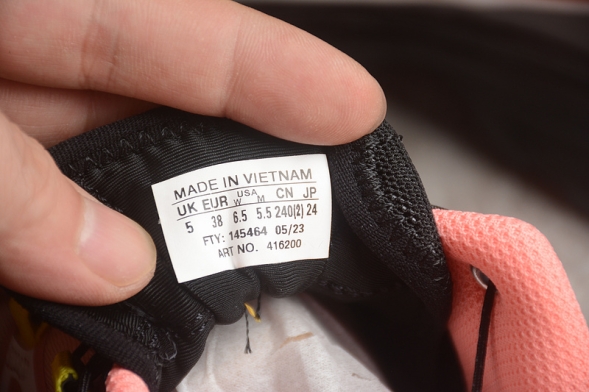 MADE IN VIETNAM
UK EUR USA W M CN JP
5 38 6.5 5.5 240(2) 24
FTY: 145464 05/23
ART NO. 416200